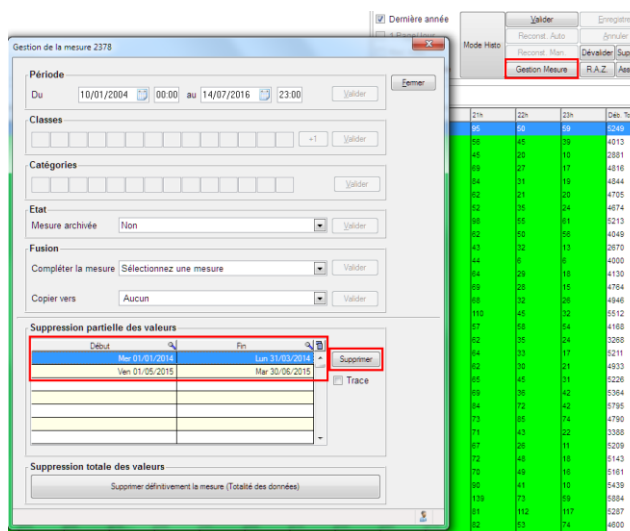 Dernière année
Valider
Enregistre
Mode Histo
Reconst. Auto
Annuler
Reconst. Man.
Dévalider Sup
Gestion Mesure
R.A.Z.
Ass
Gestion de la mesure 2378
Période
Du 10/01/2004 00:00 au 14/07/2016 23:00 Valider
Fermer
Classes
+1 Valider
Catégories
Valider
Etat
Mesure archivée Non Valider
Fusion
Compléter la mesure Sélectionnez une mesure Valider
Copier vers Aucun Valider
Suppression partielle des valeurs
Début Fin
Mer 01/01/2014 Lun 31/03/2014 Supprimer
Ven 01/05/2015 Mar 30/06/2015
Trace
Suppression totale des valeurs
Supprimer définitivement la mesure (Totalité des données)
21h 22h 23h Déb. To
95 50 59 5249
56 45 39 4013
45 20 10 2881
69 27 17 4816
84 31 19 4844
62 21 20 4705
52 35 24 4674
98 55 81 5213
62 50 56 4049
43 32 13 2670
44 6 6 4000
64 29 18 4130
69 26 15 4764
68 32 26 4946
110 45 32 5512
57 58 54 4168
62 35 24 3268
64 33 17 5211
62 30 21 4933
65 45 31 5226
69 36 42 5364
84 72 42 5795
73 85 74 4790
71 43 22 3388
67 26 11 5209
72 48 18 5143
78 49 16 5161
90 41 10 5439
139 73 59 5884
81 112 117 5287
82 53 74 4600